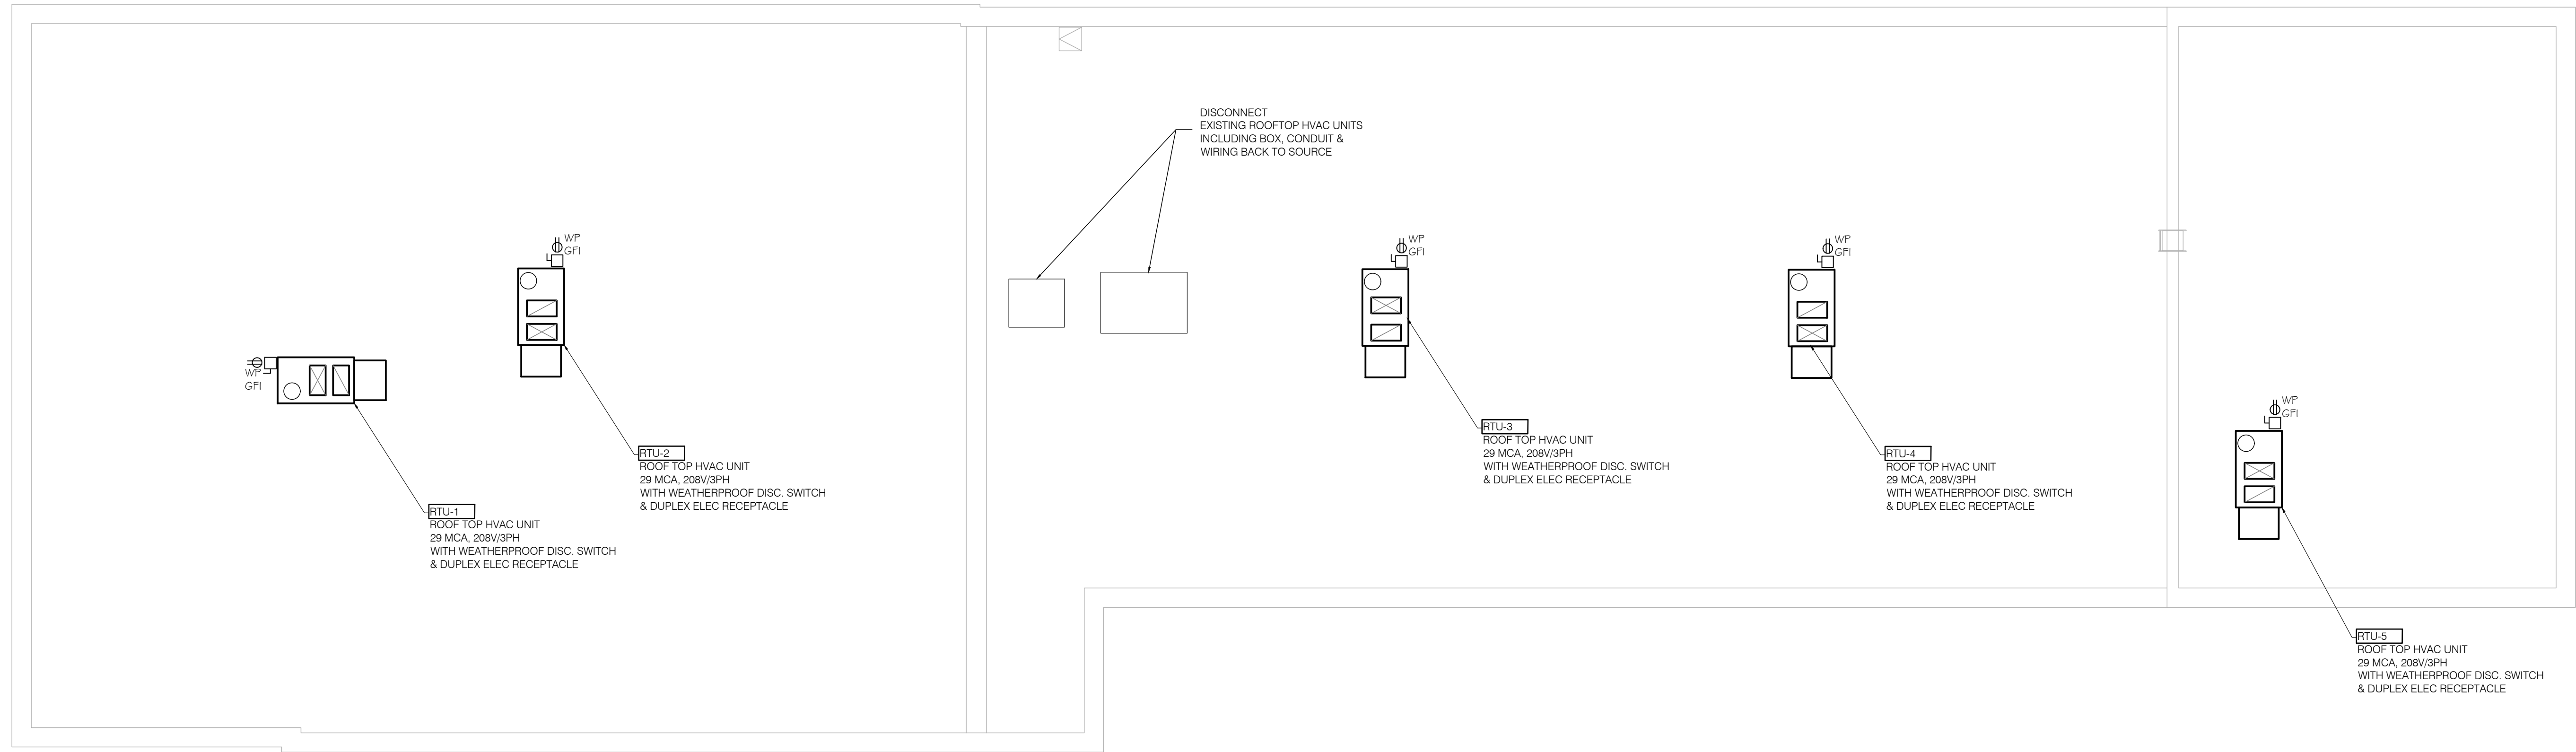 DISCONNECT
EXISTING ROOFTOP HVAC UNITS
INCLUDING BOX, CONDUIT &
WIRING BACK TO SOURCE
WP
GFI
WP
GFI
WP
GFI
WP
GFI
WP
GFI
RTU-1
ROOF TOP HVAC UNIT
29 MCA, 208V/3PH
WITH WEATHERPROOF DISC. SWITCH
& DUPLEX ELEC RECEPTACLE
RTU-2
ROOF TOP HVAC UNIT
29 MCA, 208V/3PH
WITH WEATHERPROOF DISC. SWITCH
& DUPLEX ELEC RECEPTACLE
RTU-3
ROOF TOP HVAC UNIT
29 MCA, 208V/3PH
WITH WEATHERPROOF DISC. SWITCH
& DUPLEX ELEC RECEPTACLE
RTU-4
ROOF TOP HVAC UNIT
29 MCA, 208V/3PH
WITH WEATHERPROOF DISC. SWITCH
& DUPLEX ELEC RECEPTACLE
RTU-5
ROOF TOP HVAC UNIT
29 MCA, 208V/3PH
WITH WEATHERPROOF DISC. SWITCH
& DUPLEX ELEC RECEPTACLE